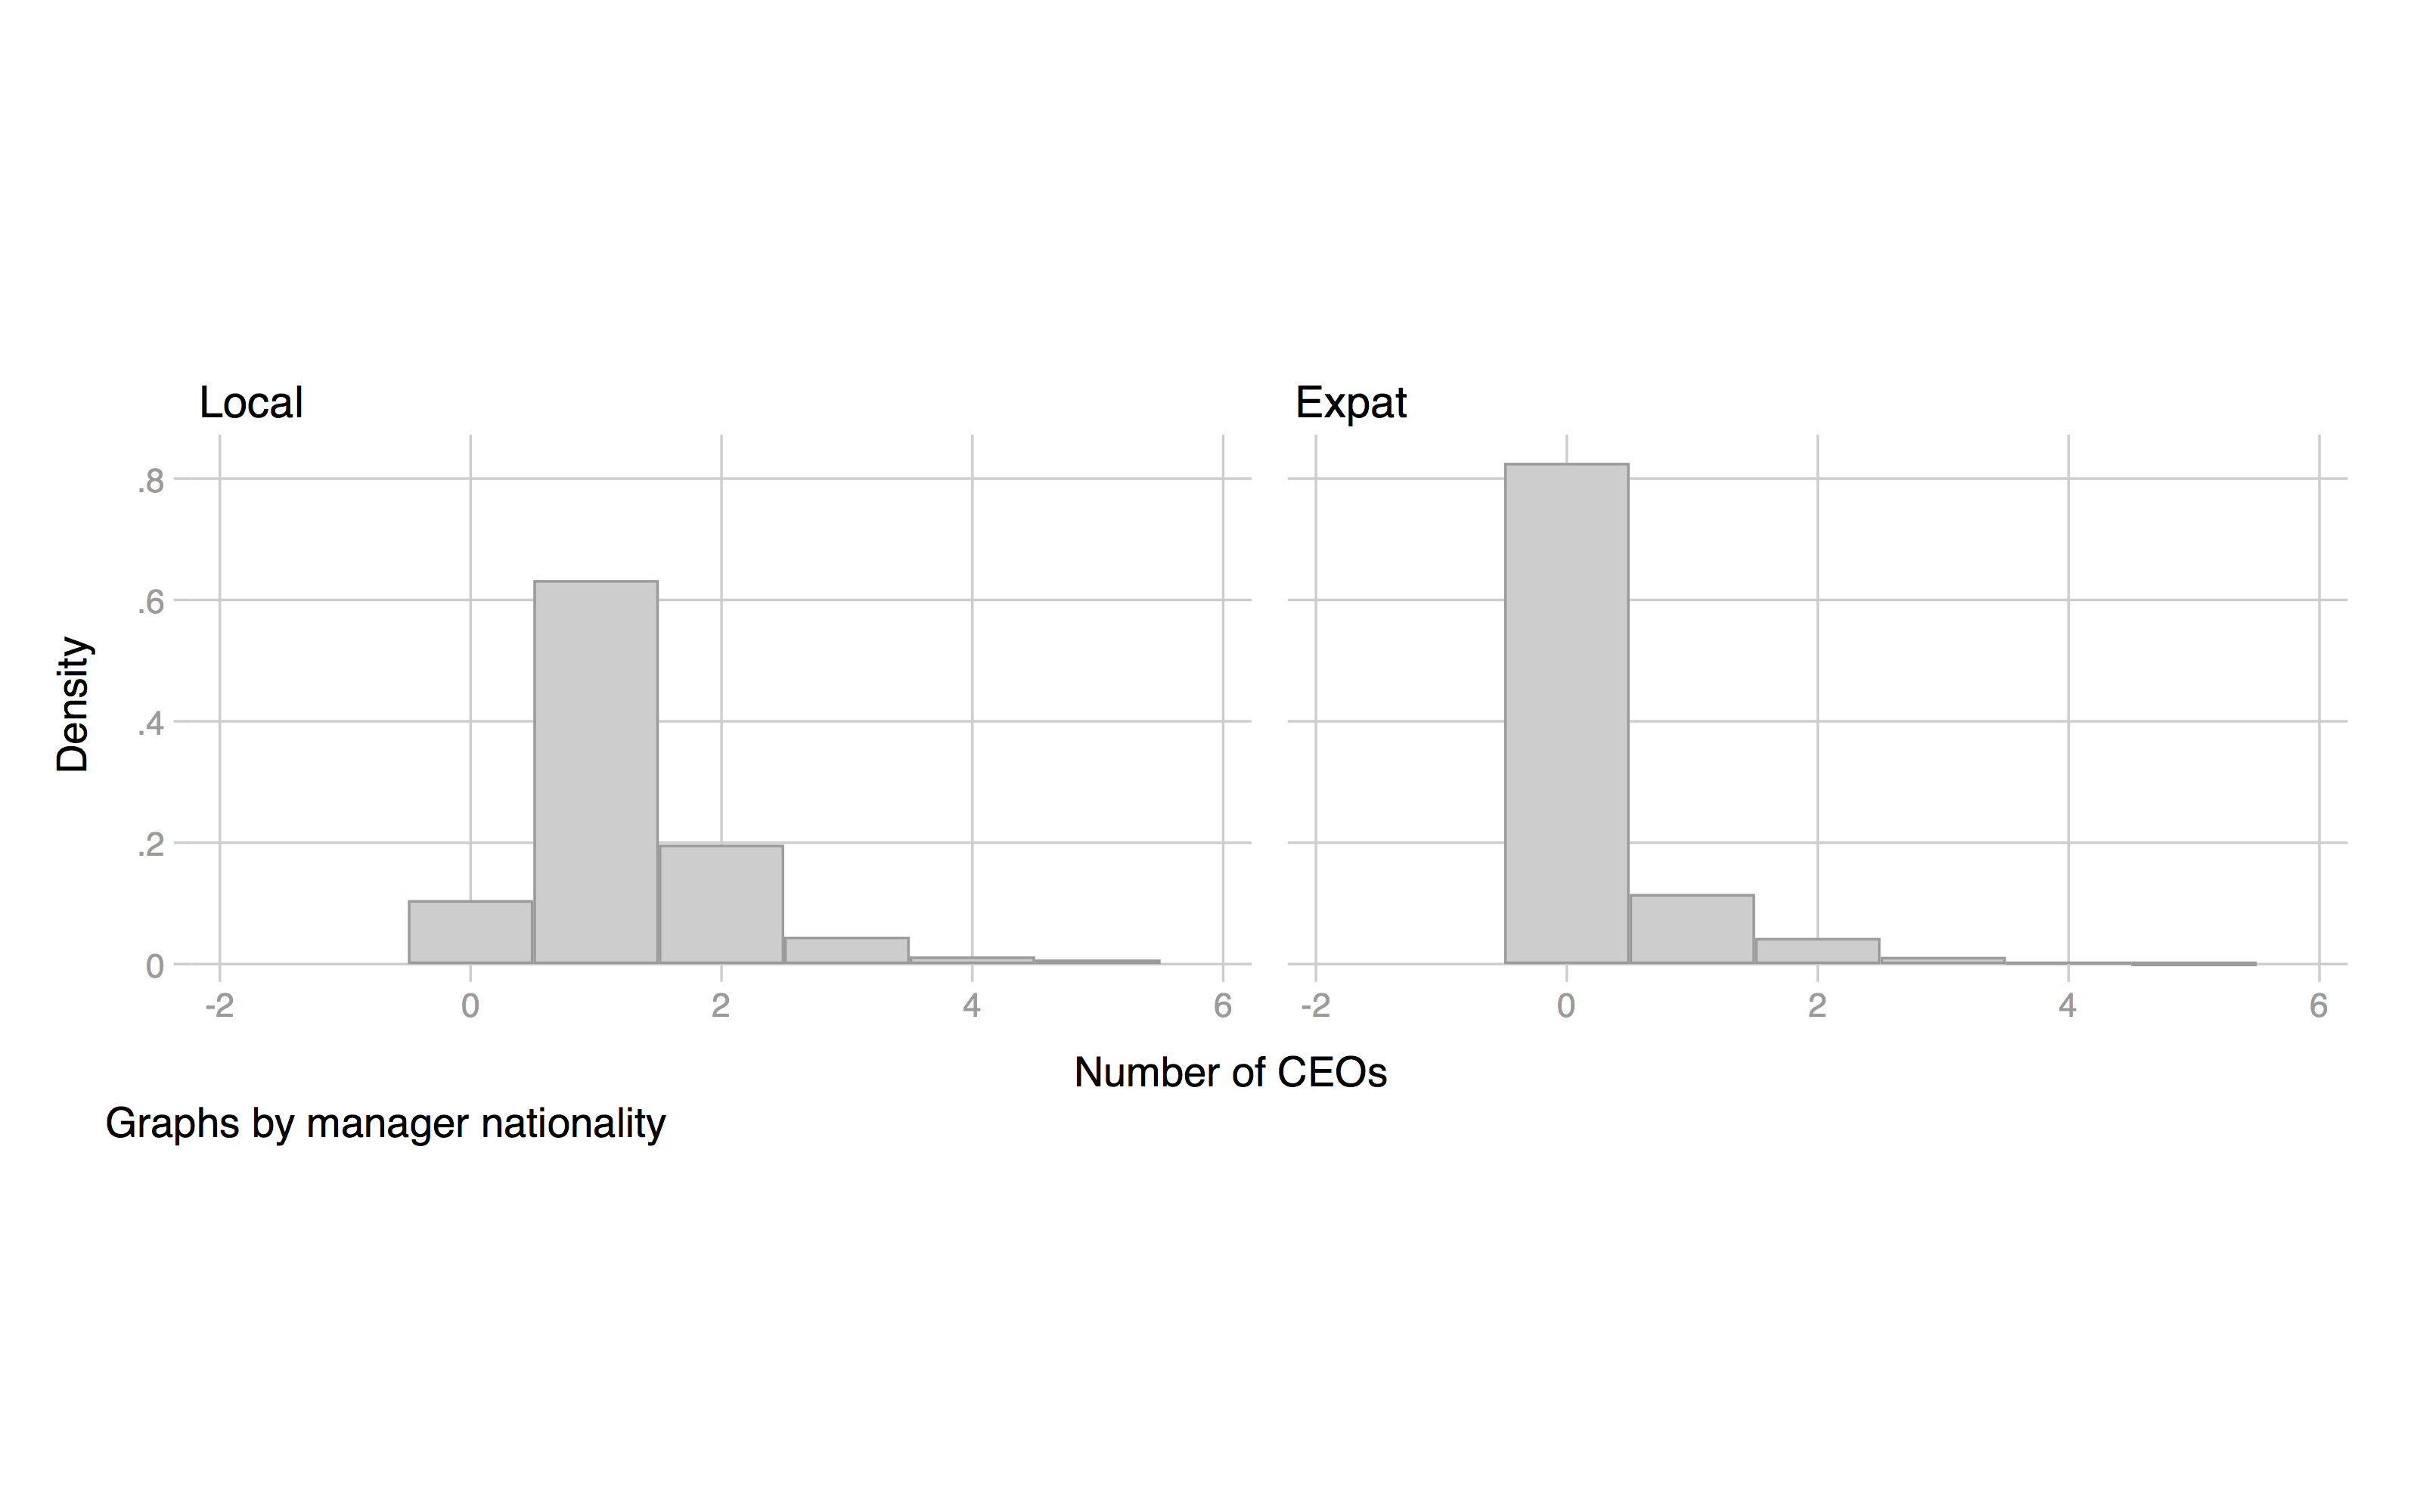 Local
Expat
Density
.8
.6
.4
.2
0
-2 0 2 4 6
-2 0 2 4 6
Number of CEOs
Graphs by manager nationality